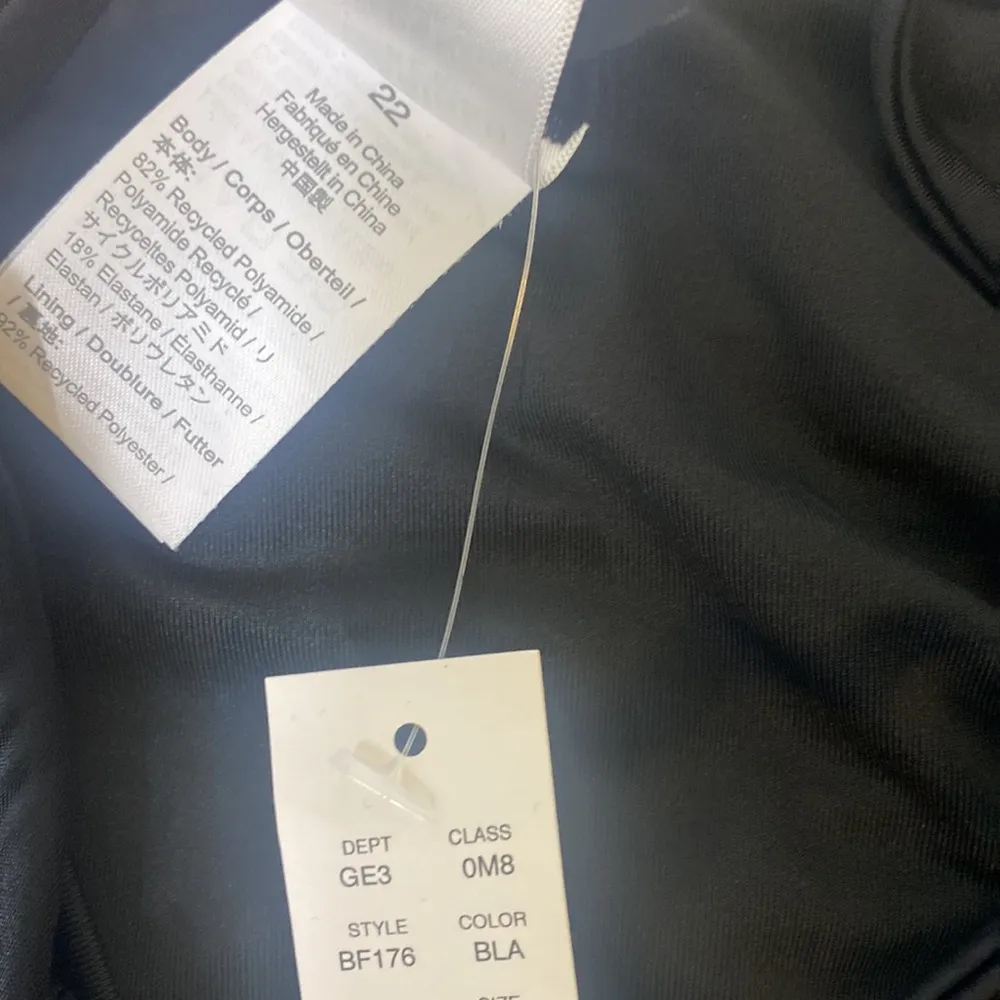 22
Made in China
Fabriqué en Chine
Hergestellt in China
中国製
Body / Corps / Oberteil /
本体:
82% Recycled Polyamide /
Polyamide Recyclé /
Recyceltes Polyamid / リ
サイクルポリアミド
18% Elastane / Élasthanne /
Elastan / ポリウレタン
Lining / Doublure / Futter
/ 裏地:
92% Recycled Polyester /
DEPT CLASS
GE3 0M8
STYLE COLOR
BF176 BLA
SIZE